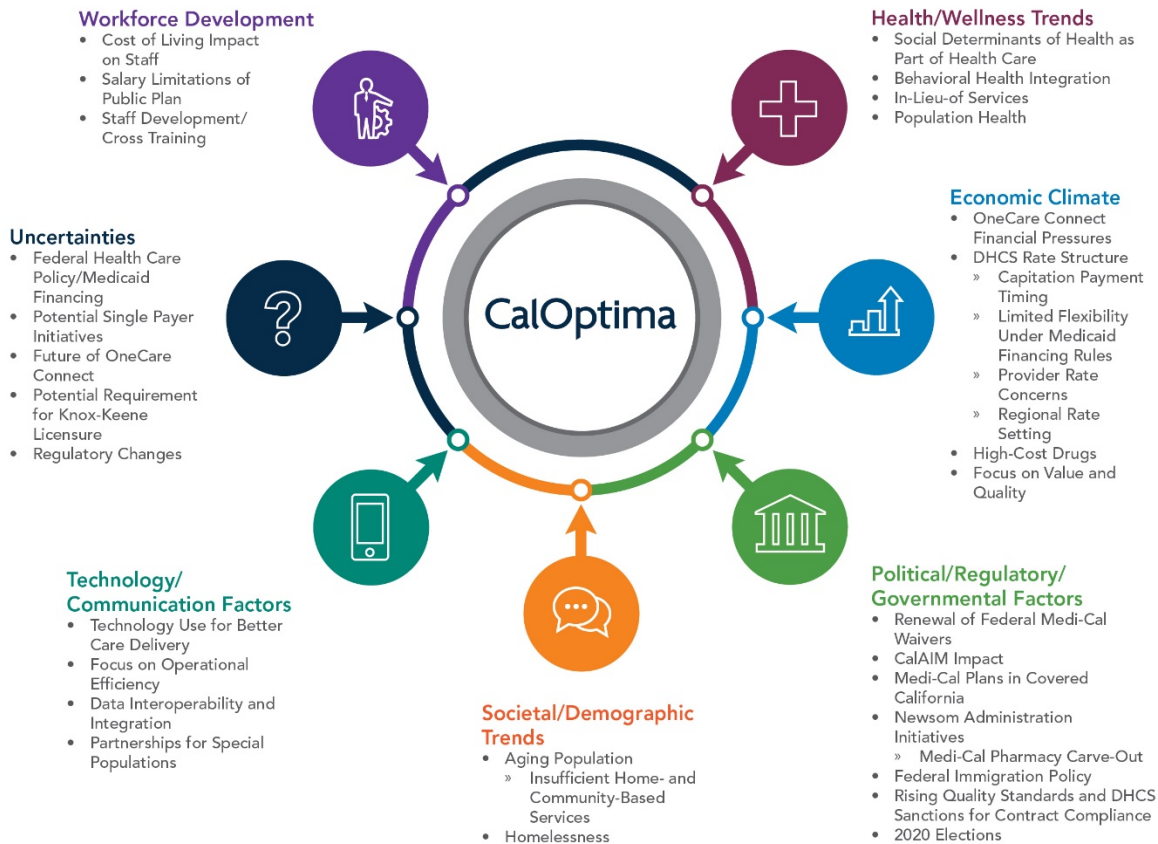 Workforce Development
• Cost of Living Impact
on Staff
• Salary Limitations of
Public Plan
• Staff Development/
Cross Training
Health/Wellness Trends
• Social Determinants of Health as
Part of Health Care
• Behavioral Health Integration
• In-Lieu-of Services
• Population Health
Uncertainties
• Federal Health Care
Policy/Medicaid
Financing
• Potential Single Payer
Initiatives
• Future of OneCare
Connect
• Potential Requirement
for Knox-Keene
Licensure
• Regulatory Changes
?
CalOptima
Economic Climate
• OneCare Connect
Financial Pressures
• DHCS Rate Structure
» Capitation Payment
Timing
» Limited Flexibility
Under Medicaid
Financing Rules
» Provider Rate
Concerns
» Regional Rate
Setting
• High-Cost Drugs
• Focus on Value and
Quality
Technology/
Communication Factors
• Technology Use for Better
Care Delivery
• Focus on Operational
Efficiency
• Data Interoperability and
Integration
• Partnerships for Special
Populations
Societal/Demographic
Trends
• Aging Population
» Insufficient Home- and
Community-Based
Services
• Homelessness
Political/Regulatory/
Governmental Factors
• Renewal of Federal Medi-Cal
Waivers
• CalAIM Impact
• Medi-Cal Plans in Covered
California
• Newsom Administration
Initiatives
» Medi-Cal Pharmacy Carve-Out
• Federal Immigration Policy
• Rising Quality Standards and DHCS
Sanctions for Contract Compliance
• 2020 Elections